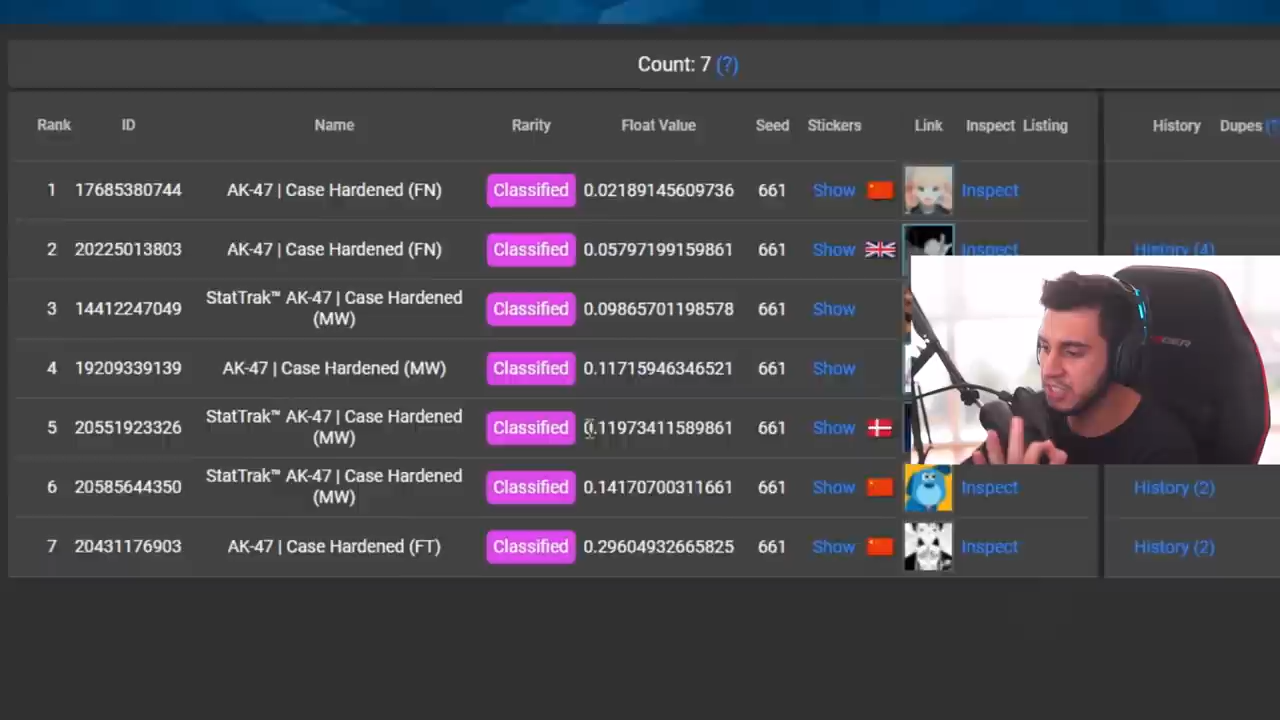 Count: 7 (?)
Rank ID Name Rarity Float Value Seed Stickers Link Inspect Listing History Dupes
1 17685380744 AK-47 | Case Hardened (FN) Classified 0.02189145609736 661 Show Inspect
2 20225013803 AK-47 | Case Hardened (FN) Classified 0.05797199159861 661 Show Inspect History (4)
3 14412247049 StatTrak™ AK-47 | Case Hardened (MW) Classified 0.09865701198578 661 Show
4 19209339139 AK-47 | Case Hardened (MW) Classified 0.11715946346521 661 Show
5 20551923326 StatTrak™ AK-47 | Case Hardened (MW) Classified 0.11973411589861 661 Show
6 20585644350 StatTrak™ AK-47 | Case Hardened (MW) Classified 0.14170700311661 661 Show Inspect History (2)
7 20431176903 AK-47 | Case Hardened (FT) Classified 0.29604932665825 661 Show Inspect History (2)